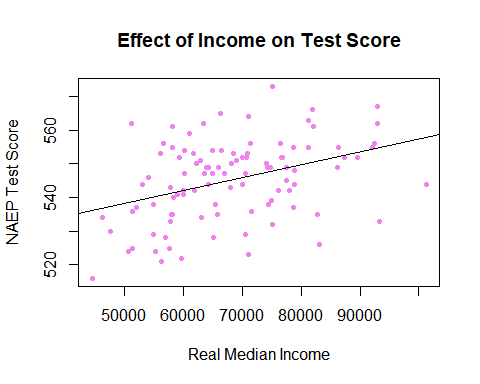 Effect of Income on Test Score
NAEP Test Score
560
540
520
50000 60000 70000 80000 90000
Real Median Income